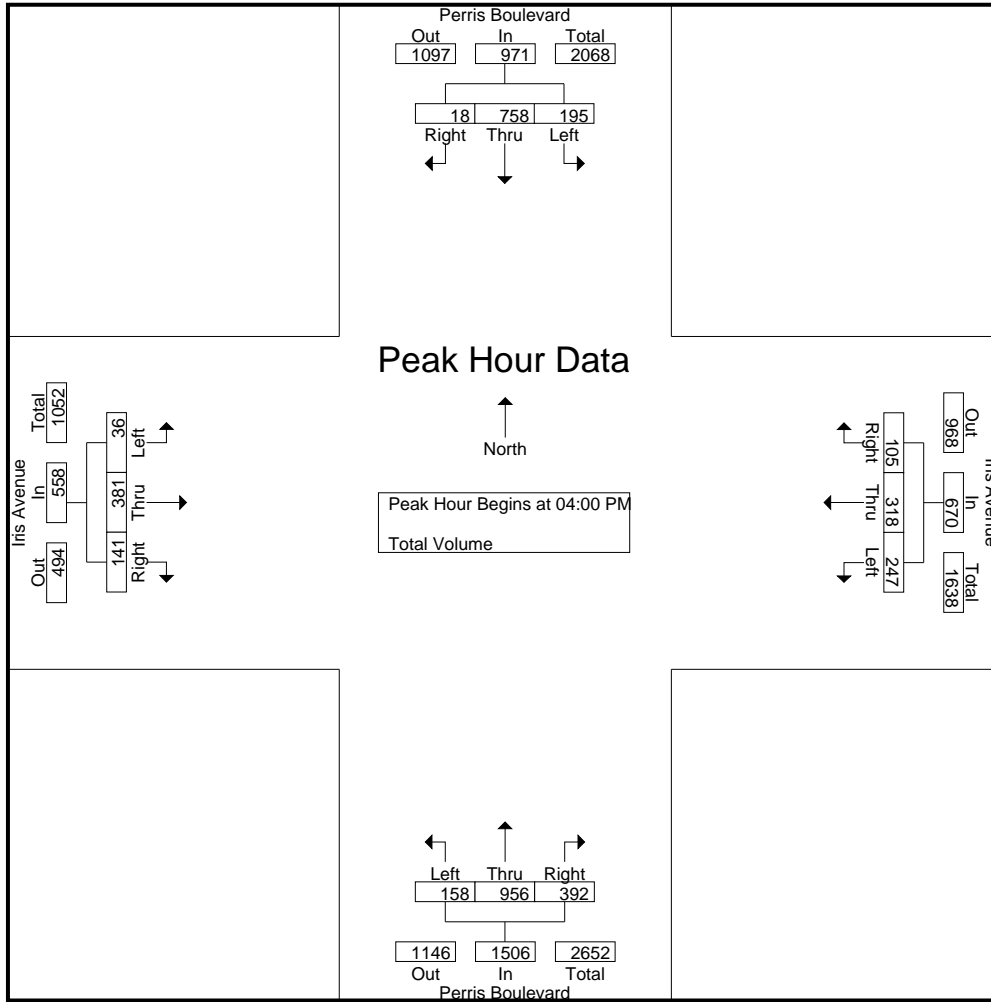 Perris Boulevard
Out In Total
1097 971 2068
18 758 195
Right Thru Left
Peak Hour Data
North
Peak Hour Begins at 04:00 PM
Total Volume
Iris Avenue
Total In Out
1052 558 494
36 381 141
Left Thru Right
Iris Avenue
Out In Total
968 670 1638
105 318 247
Right Thru Left
Left Thru Right
158 956 392
1146 1506 2652
Out In Total
Perris Boulevard